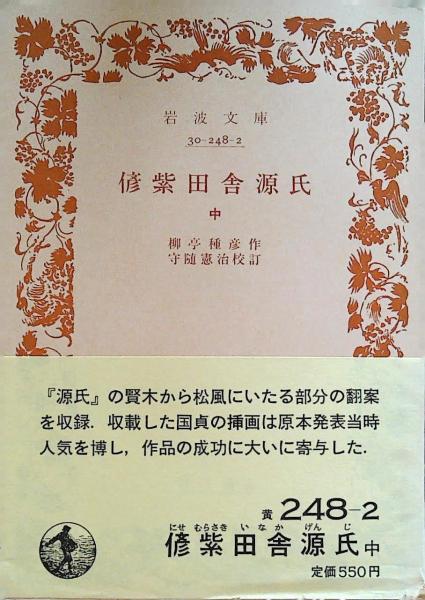 岩波文庫
30-248-2
偐紫田舎源氏
中
柳亭種彦作
守随憲治校訂
『源氏』の賢木から松風にいたる部分の翻案
を収録．収載した国貞の挿画は原本発表当時
人気を博し，作品の成功に大いに寄与した．
黄 248-2
にせ むらさき い なか げん じ
偐紫田舎源氏 中
定価550円